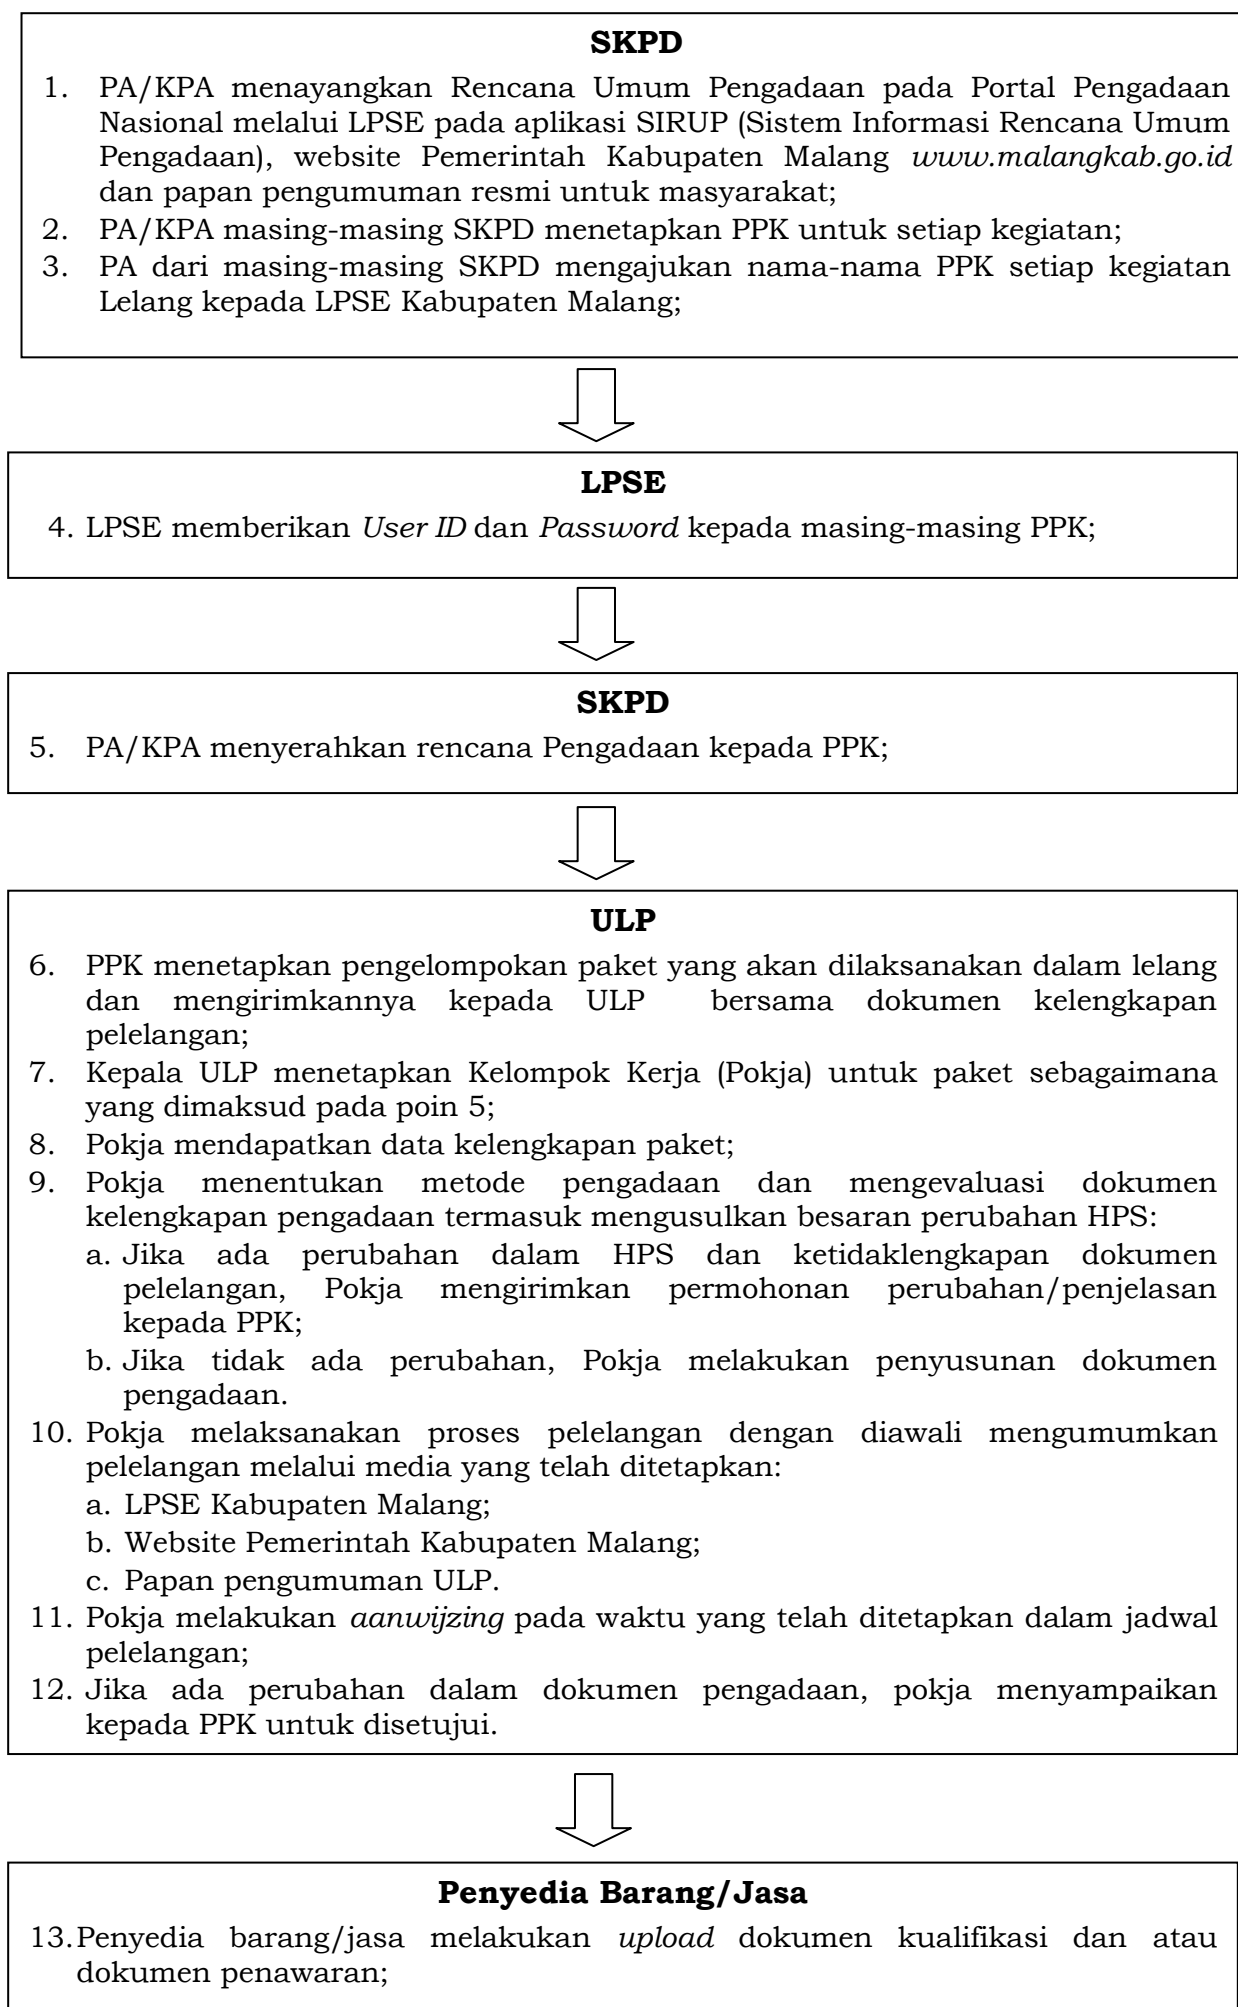 SKPD
1. PA/KPA menayangkan Rencana Umum Pengadaan pada Portal Pengadaan
Nasional melalui LPSE pada aplikasi SIRUP (Sistem Informasi Rencana Umum
Pengadaan), website Pemerintah Kabupaten Malang www.malangkab.go.id
dan papan pengumuman resmi untuk masyarakat;
2. PA/KPA masing-masing SKPD menetapkan PPK untuk setiap kegiatan;
3. PA dari masing-masing SKPD mengajukan nama-nama PPK setiap kegiatan
Lelang kepada LPSE Kabupaten Malang;
LPSE
4. LPSE memberikan User ID dan Password kepada masing-masing PPK;
SKPD
5. PA/KPA menyerahkan rencana Pengadaan kepada PPK;
ULP
6. PPK menetapkan pengelompokan paket yang akan dilaksanakan dalam lelang
dan mengirimkannya kepada ULP bersama dokumen kelengkapan
pelelangan;
7. Kepala ULP menetapkan Kelompok Kerja (Pokja) untuk paket sebagaimana
yang dimaksud pada poin 5;
8. Pokja mendapatkan data kelengkapan paket;
9. Pokja menentukan metode pengadaan dan mengevaluasi dokumen
kelengkapan pengadaan termasuk mengusulkan besaran perubahan HPS:
a. Jika ada perubahan dalam HPS dan ketidaklengkapan dokumen
pelelangan, Pokja mengirimkan permohonan perubahan/penjelasan
kepada PPK;
b. Jika tidak ada perubahan, Pokja melakukan penyusunan dokumen
pengadaan.
10. Pokja melaksanakan proses pelelangan dengan diawali mengumumkan
pelelangan melalui media yang telah ditetapkan:
a. LPSE Kabupaten Malang;
b. Website Pemerintah Kabupaten Malang;
c. Papan pengumuman ULP.
11. Pokja melakukan aanwijzing pada waktu yang telah ditetapkan dalam jadwal
pelelangan;
12. Jika ada perubahan dalam dokumen pengadaan, pokja menyampaikan
kepada PPK untuk disetujui.
Penyedia Barang/Jasa
13.Penyedia barang/jasa melakukan upload dokumen kualifikasi dan atau
dokumen penawaran;